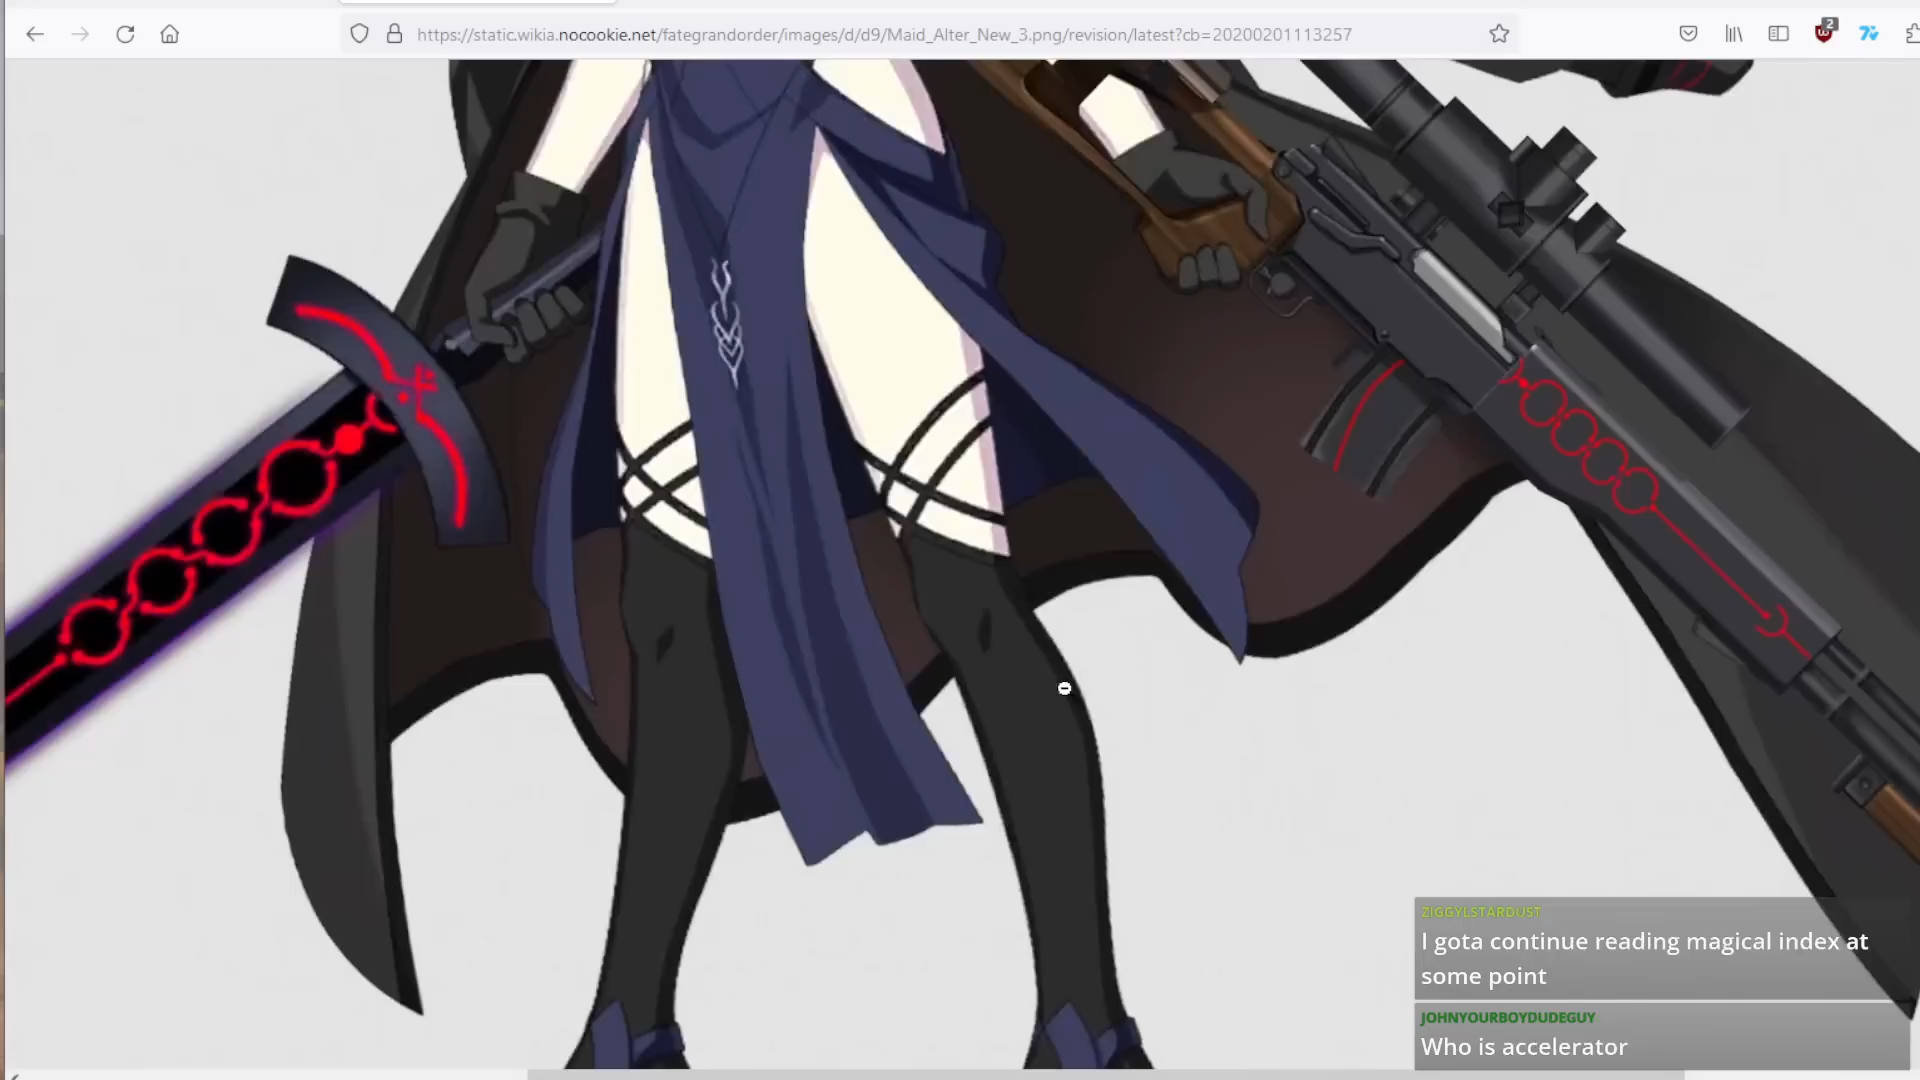 https://static.wikia.nocookie.net/fategrandorder/images/d/d9/Maid_Alter_New_3.png/revision/latest?cb=20200201113257
2
ZIGGYLSTARDUST
I gota continue reading magical index at
some point
JOHNYOURBOYDUDEGUY
Who is accelerator